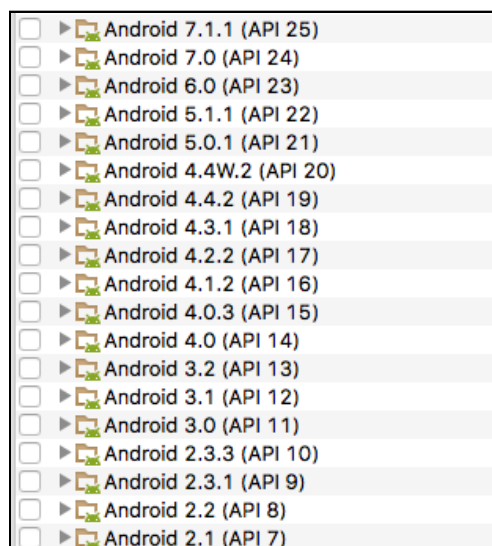 Android 7.1.1 (API 25)
Android 7.0 (API 24)
Android 6.0 (API 23)
Android 5.1.1 (API 22)
Android 5.0.1 (API 21)
Android 4.4W.2 (API 20)
Android 4.4.2 (API 19)
Android 4.3.1 (API 18)
Android 4.2.2 (API 17)
Android 4.1.2 (API 16)
Android 4.0.3 (API 15)
Android 4.0 (API 14)
Android 3.2 (API 13)
Android 3.1 (API 12)
Android 3.0 (API 11)
Android 2.3.3 (API 10)
Android 2.3.1 (API 9)
Android 2.2 (API 8)
Android 2.1 (API 7)